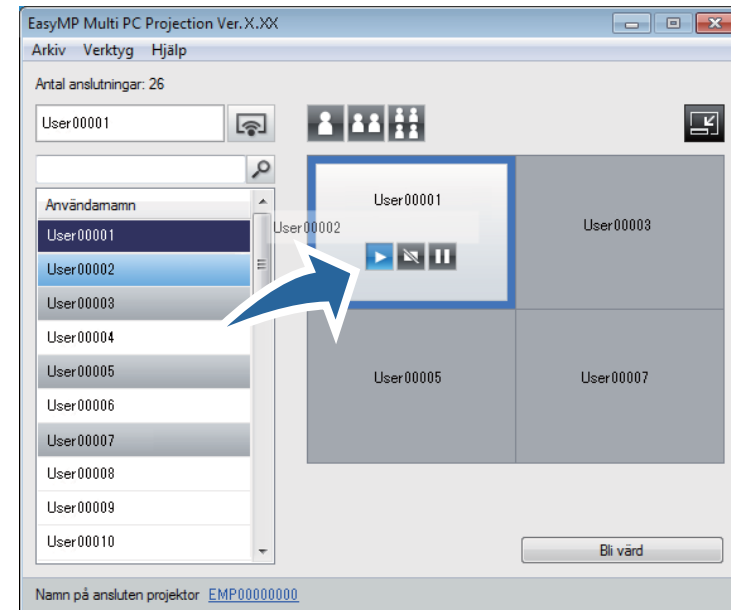 EasyMP Multi PC Projection Ver.X.XX
Arkiv Verktyg Hjälp
Antal anslutningar: 26
User00001
Användarnamn
User00001
User00002
User00003
User00004
User00005
User00006
User00007
User00008
User00009
User00010
User00001
User00002
User00003
User00005
User00007
Bli värd
Namn på ansluten projektor EMP00000000